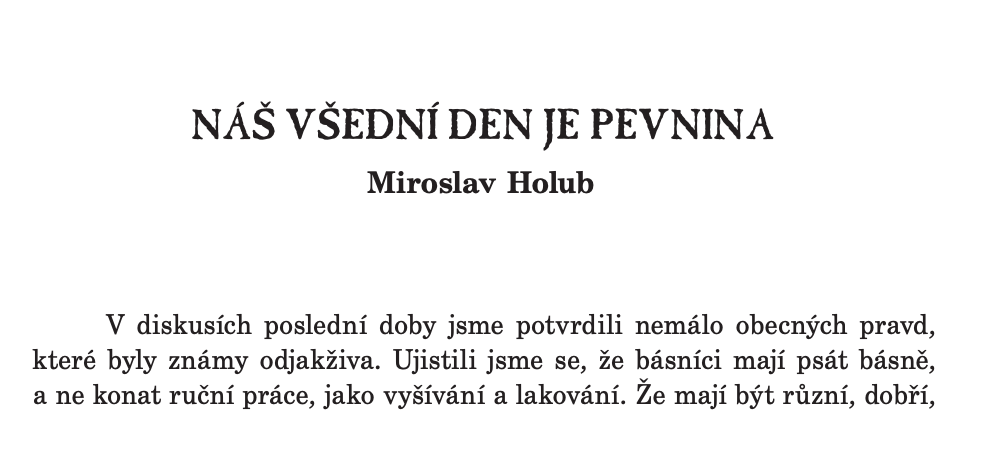 NÁŠ VŠEDNÍ DEN JE PEVNINA
Miroslav Holub
V diskusích poslední doby jsme potvrdili nemálo obecných pravd,
které byly známy odjakživa. Ujistili jsme se, že básníci mají psát básně,
a ne konat ruční práce, jako vyšívání a lakování. Že mají být různí, dobří,